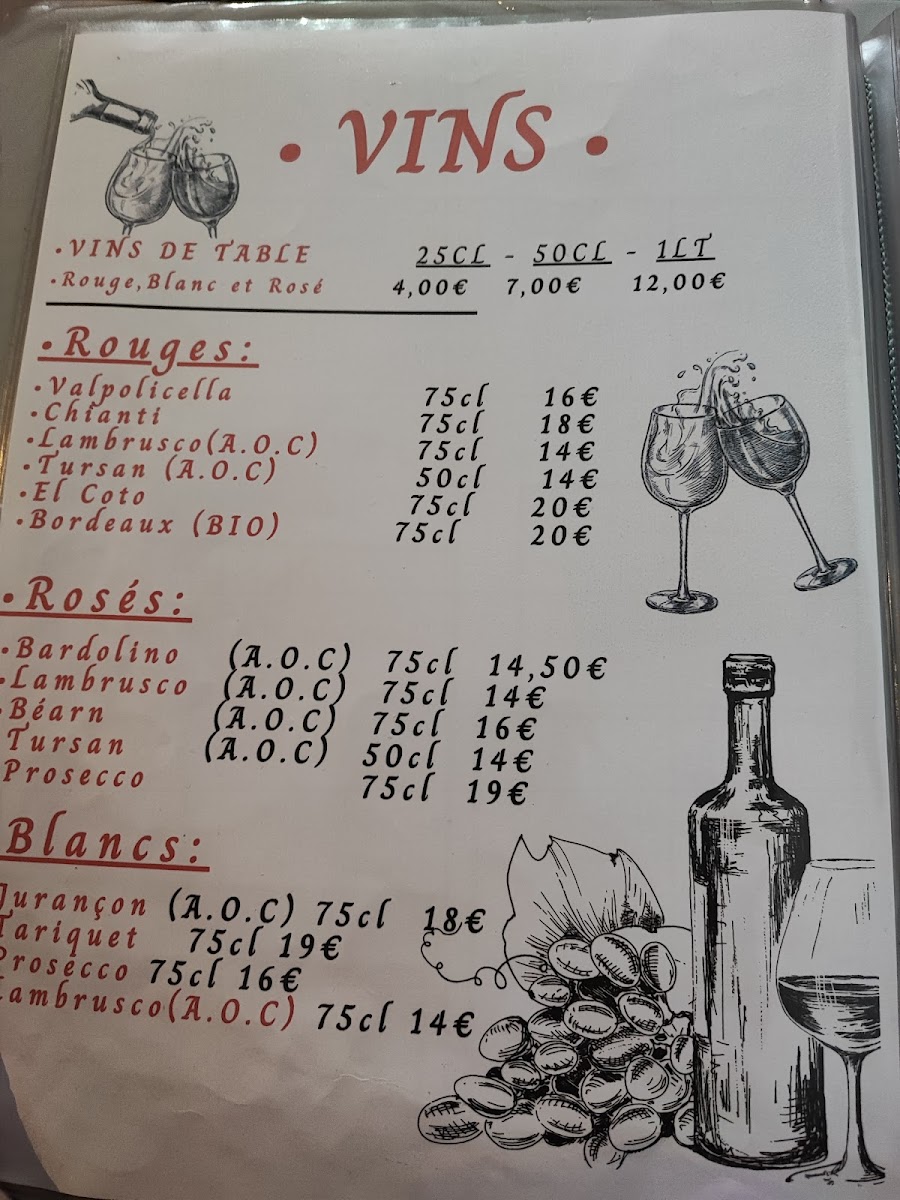 • VINS •
•VINS DE TABLE 25CL - 50CL - 1LT
•Rouge,Blanc et Rosé 4,00€ 7,00€ 12,00€
•Rouges:
•Valpolicella 75cl 16€
•Chianti 75cl 18€
•Lambrusco(A.O.C) 75cl 14€
•Tursan (A.O.C) 50cl 14€
•El Coto 75cl 20€
•Bordeaux (BIO) 75cl 20€
•Rosés:
•Bardolino (A.O.C) 75cl 14,50€
•Lambrusco (A.O.C) 75cl 14€
•Béarn (A.O.C) 75cl 16€
Tursan (A.O.C) 50cl 14€
Prosecco 75cl 19€
Blancs:
Jurançon (A.O.C) 75cl 18€
Tariquet 75cl 19€
Prosecco 75cl 16€
Lambrusco(A.O.C) 75cl 14€